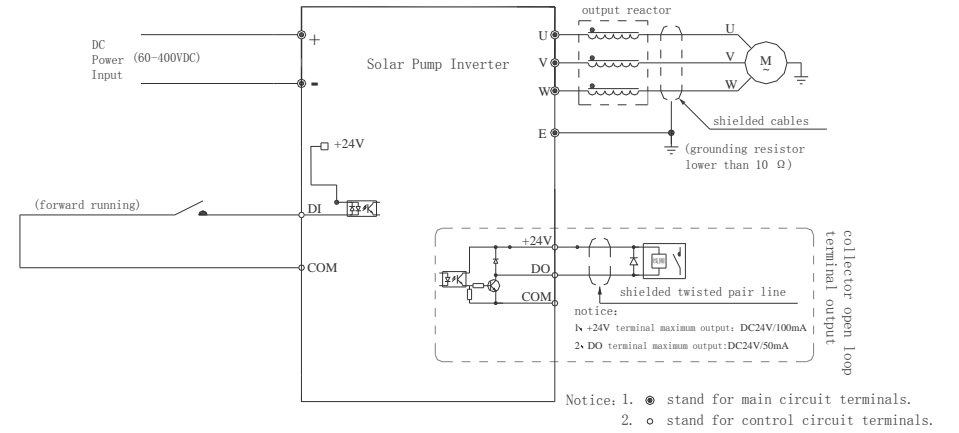 output reactor
DC
Power
Input
(60-400VDC)
+
-
Solar Pump Inverter
U
V
W
E
U
V
W
M
~
shielded cables
(grounding resistor
lower than 10 Ω)
+24V
(forward running)
DI
COM
+24V
DO
COM
线圈
shielded twisted pair line
notice:
1、+24V terminal maximum output: DC24V/100mA
2、DO terminal maximum output:DC24V/50mA
collector open loop
terminal output
Notice: 1. stand for main circuit terminals.
2. stand for control circuit terminals.